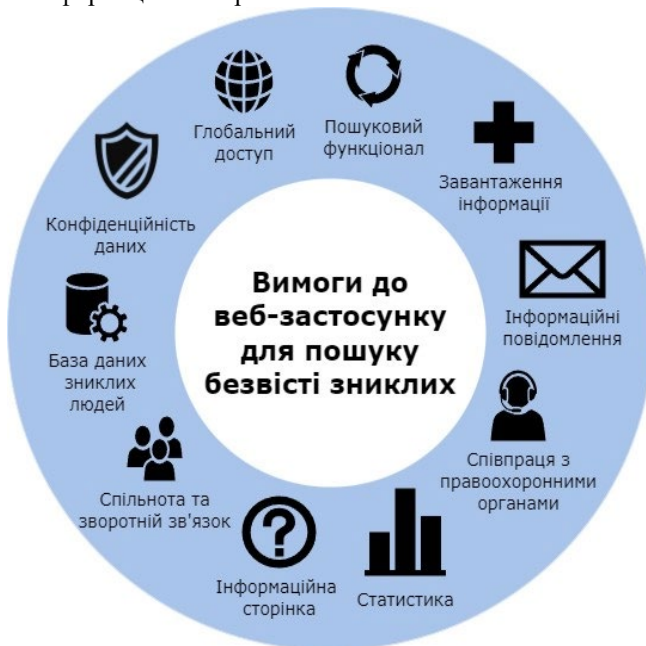 Глобальний
доступ
Пошуковий
функціонал
Завантаження
інформації
Інформаційні
повідомлення
Співпраця з
правоохоронними
органами
Статистика
Інформаційна
сторінка
Спільнота та
зворотній зв'язок
База даних
зниклих
людей
Конфіденційність
даних
Вимоги до
веб-застосунку
для пошуку
безвісті зниклих